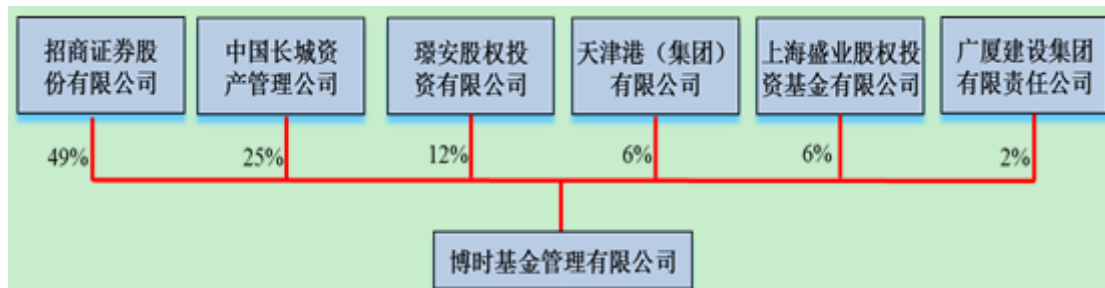 招商证券股
份有限公司
中国长城资
产管理公司
璟安股权投
资有限公司
天津港（集团）
有限公司
上海盛业股权投
资基金有限公司
广厦建设集团
有限责任公司
49%
25%
12%
6%
6%
2%
博时基金管理有限公司